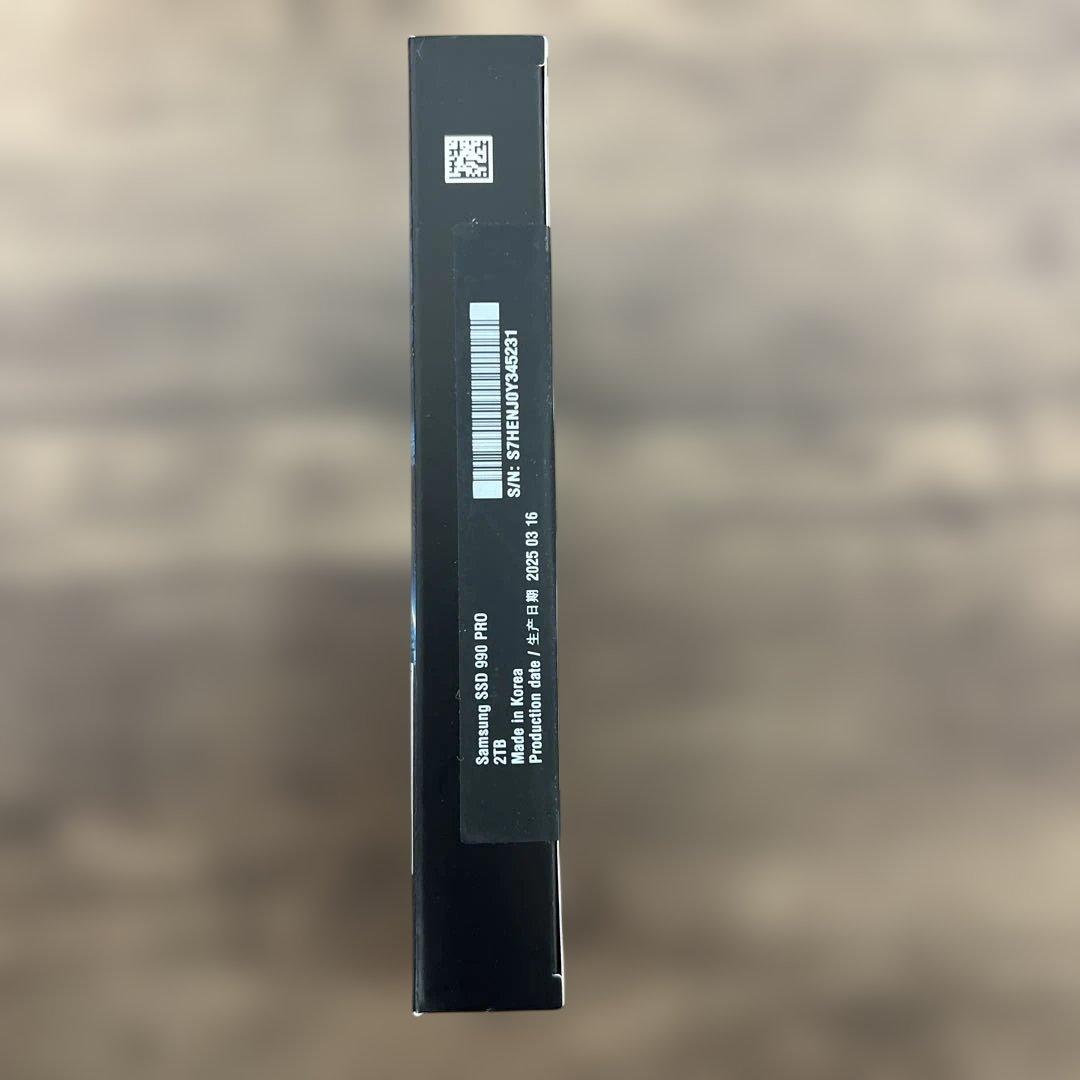 S/N: S7HENJ0Y345231
Samsung SSD 990 PRO
2TB
Made in Korea
Production date / 生产日期 2025 03 16